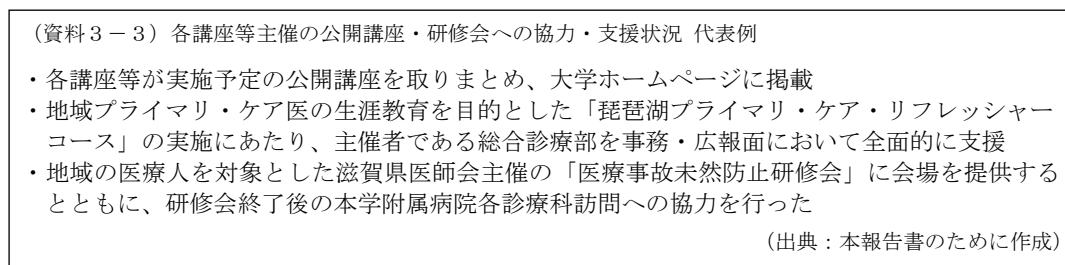 （資料３－３）各講座等主催の公開講座・研修会への協力・支援状況 代表例
・各講座等が実施予定の公開講座を取りまとめ、大学ホームページに掲載
・地域プライマリ・ケア医の生涯教育を目的とした「琵琶湖プライマリ・ケア・リフレッシャー
コース」の実施にあたり、主催者である総合診療部を事務・広報面において全面的に支援
・地域の医療人を対象とした滋賀県医師会主催の「医療事故未然防止研修会」に会場を提供する
とともに、研修会終了後の本学附属病院各診療科訪問への協力を行った
（出典：本報告書のために作成）